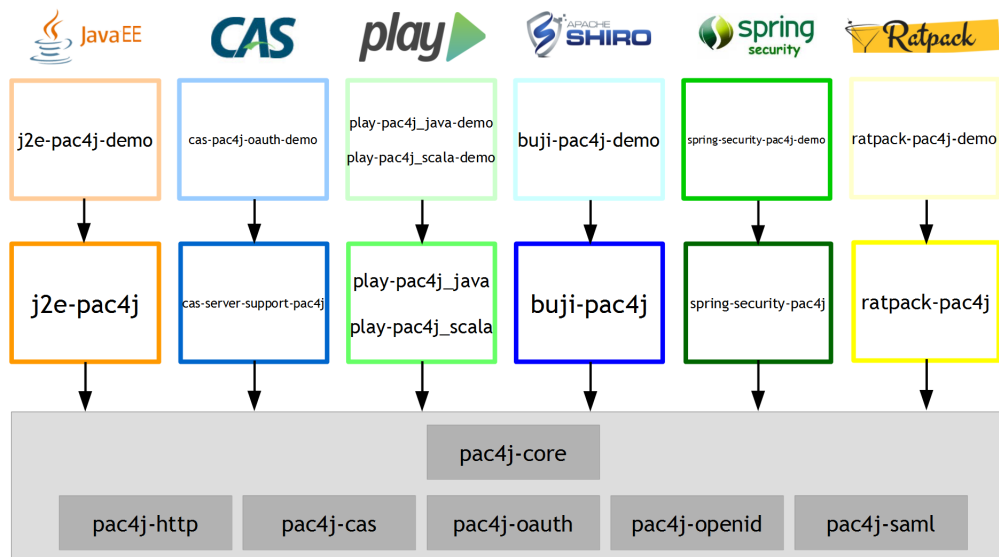 JavaEE
CAS
play
APACHE
SHIRO
spring
security
Ratpack
j2e-pac4j-demo
cas-pac4j-oauth-demo
play-pac4j_java-demo
play-pac4j_scala-demo
buji-pac4j-demo
spring-security-pac4j-demo
ratpack-pac4j-demo
j2e-pac4j
cas-server-support-pac4j
play-pac4j_java
play-pac4j_scala
buji-pac4j
spring-security-pac4j
ratpack-pac4j
pac4j-core
pac4j-http
pac4j-cas
pac4j-oauth
pac4j-openid
pac4j-saml